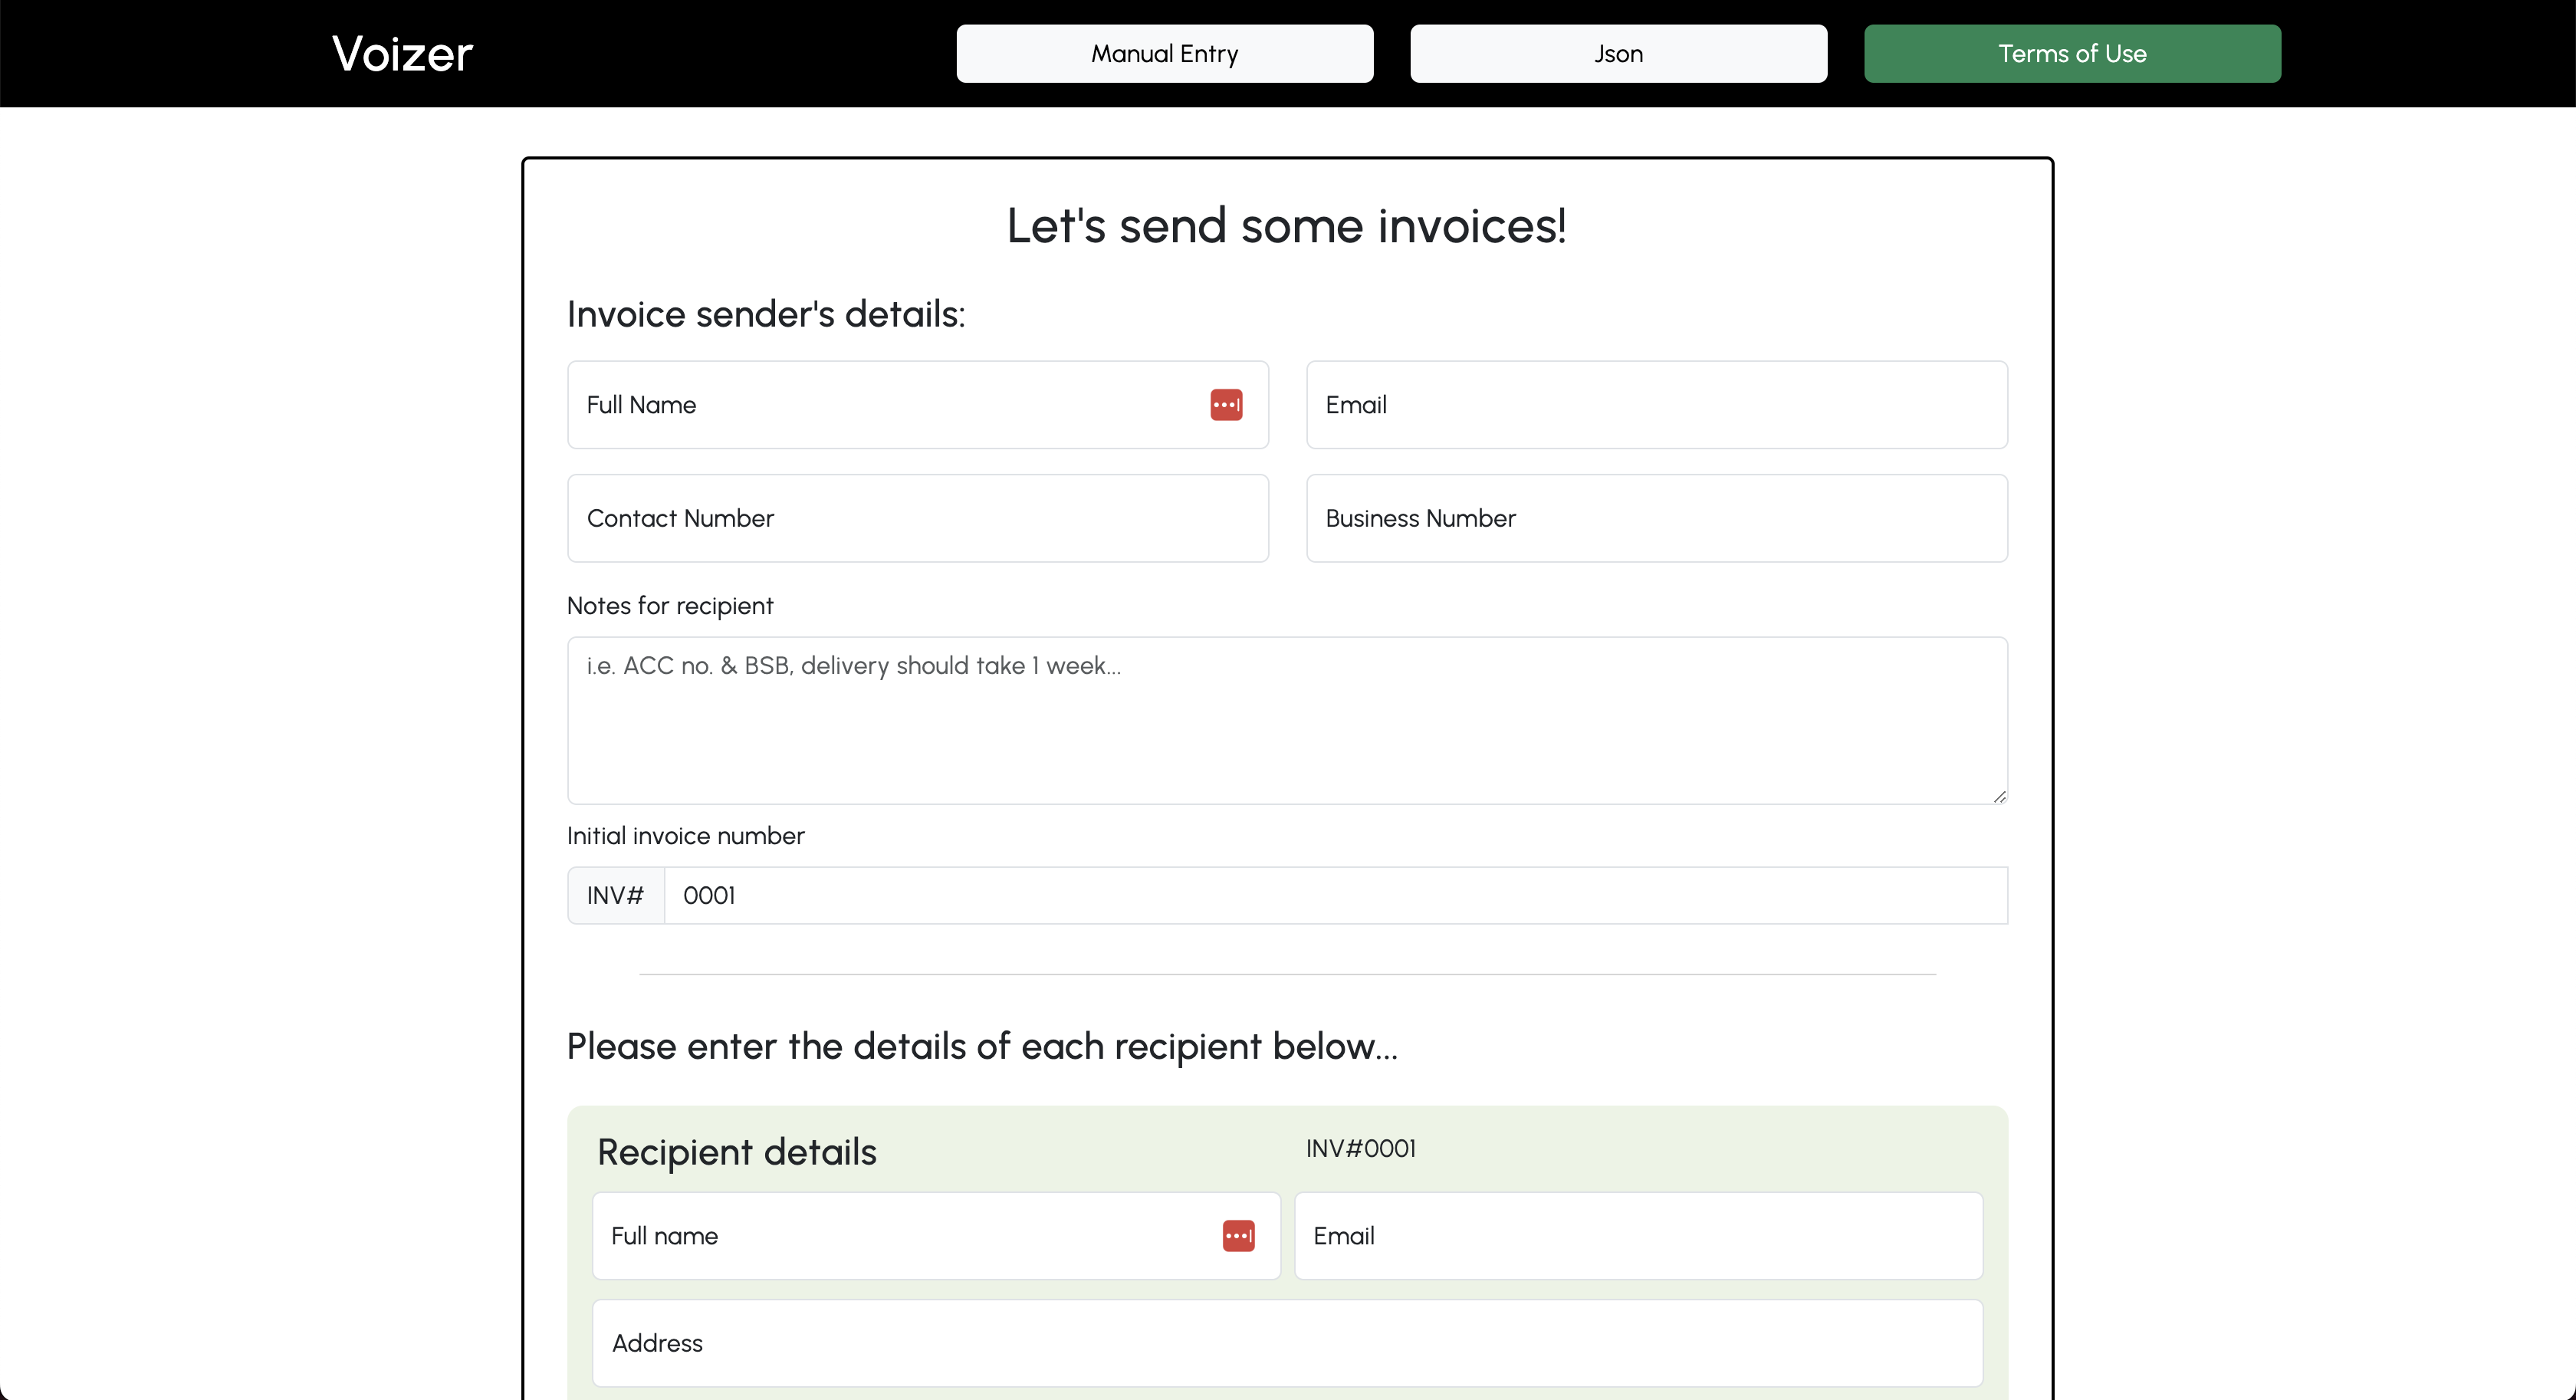 Voizer
Manual Entry
Json
Terms of Use
Let's send some invoices!
Invoice sender's details:
Full Name
Email
Contact Number
Business Number
Notes for recipient
i.e. ACC no. & BSB, delivery should take 1 week...
Initial invoice number
INV# 0001
Please enter the details of each recipient below...
Recipient details
INV#0001
Full name
Email
Address